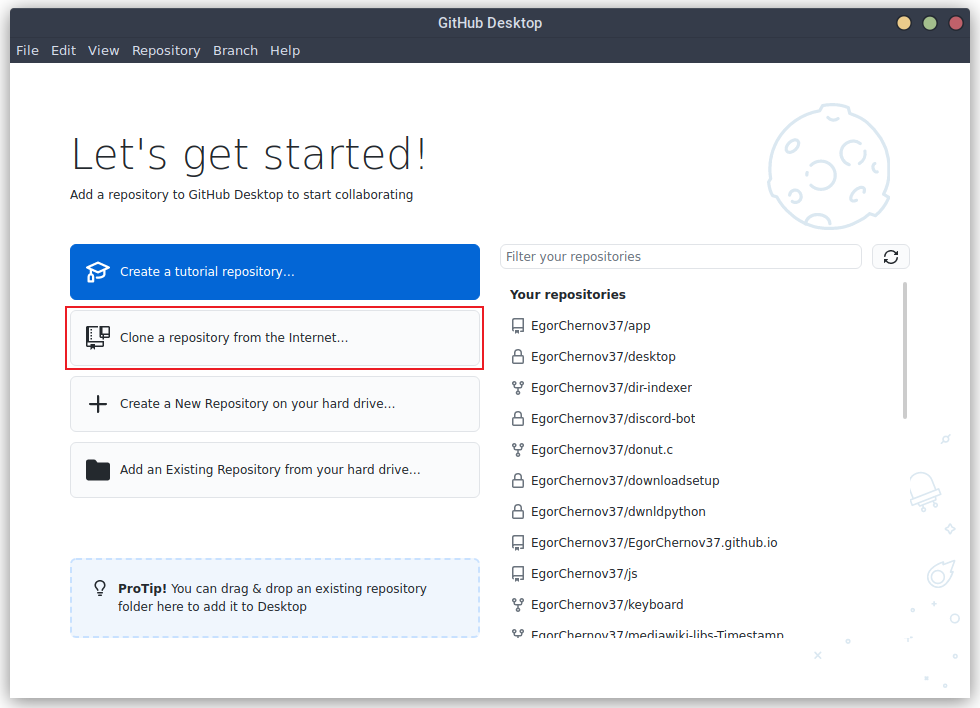 GitHub Desktop
File Edit View Repository Branch Help
Let's get started!
Add a repository to GitHub Desktop to start collaborating
Create a tutorial repository...
Clone a repository from the Internet...
Create a New Repository on your hard drive...
Add an Existing Repository from your hard drive...
ProTip! You can drag & drop an existing repository
folder here to add it to Desktop
Filter your repositories
Your repositories
EgorChernov37/app
EgorChernov37/desktop
EgorChernov37/dir-indexer
EgorChernov37/discord-bot
EgorChernov37/donut.c
EgorChernov37/downloadsetup
EgorChernov37/dwnldpython
EgorChernov37/EgorChernov37.github.io
EgorChernov37/js
EgorChernov37/keyboard
EgorChernov37/mediawiki-libs-Timestamp